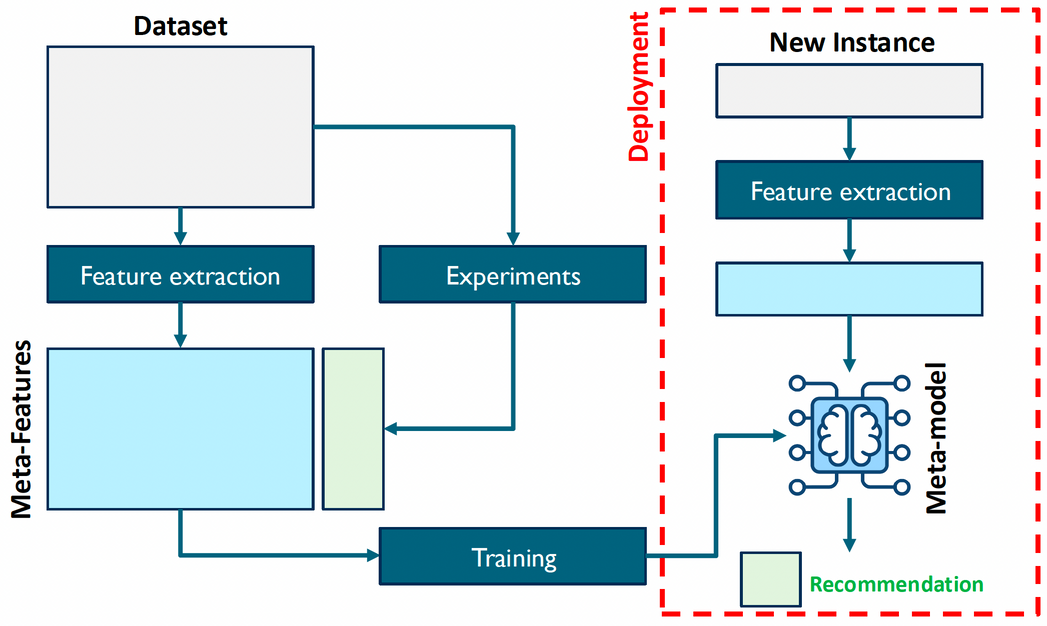 Dataset
Feature extraction
Experiments
Meta-Features
Training
Deployment
New Instance
Feature extraction
Meta-model
Recommendation